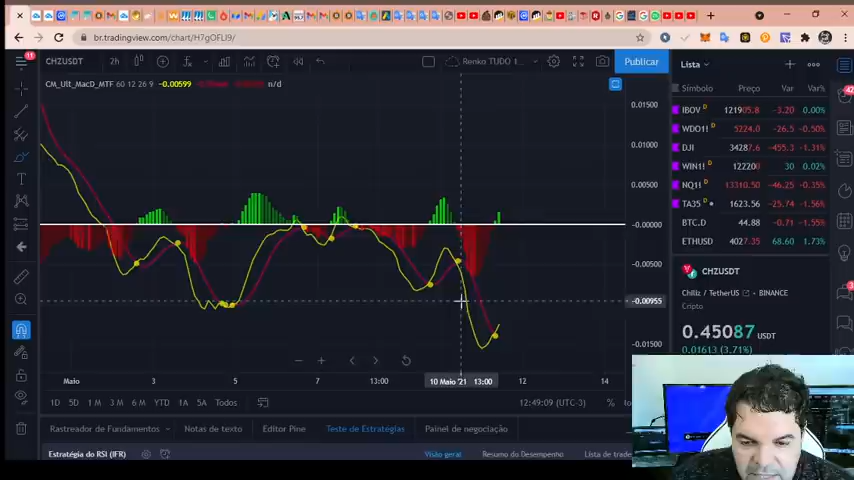 br.tradingview.com/chart/H7gOFLI9/
11
CHZUSDT 2h fx Renko TUDO 1... Publicar
Lista
CM_Ult_MacD_MTF 60 12 26 9 -0.00599 n/d
Símbolo Preço Var Var%
IBOV D 121905.8 -3.20 0.00%
WDO1! D 5224.0 -26.5 -0.50%
DJI 34287.6 -455.3 -1.31%
WIN1! D 122200 30 0.02%
NQ1! D 13310.50 -46.25 -0.35%
TA35 D 1623.56 -25.74 -1.56%
BTC.D 44.88 -0.71 -1.55%
ETHUSD 4027.35 68.60 1.73%
0.01500
0.01000
0.00500
-0.00000
-0.00500
-0.00955
-0.01500
CHZUSDT
Chiliz / TetherUS BINANCE
Cripto
0.45087 USDT
0.01613 (3.71%)
Maio 3 5 7 13:00 10 Maio '21 13:00 12 14
1D 5D 1M 3M 6M YTD 1A 5A Todos 12:49:09 (UTC-3) %
Rastreador de Fundamentos Notas de texto Editor Pine Teste de Estratégias Painel de negociação
Estratégia do RSI (IFR) Visão geral Resumo do Desempenho Lista de trade